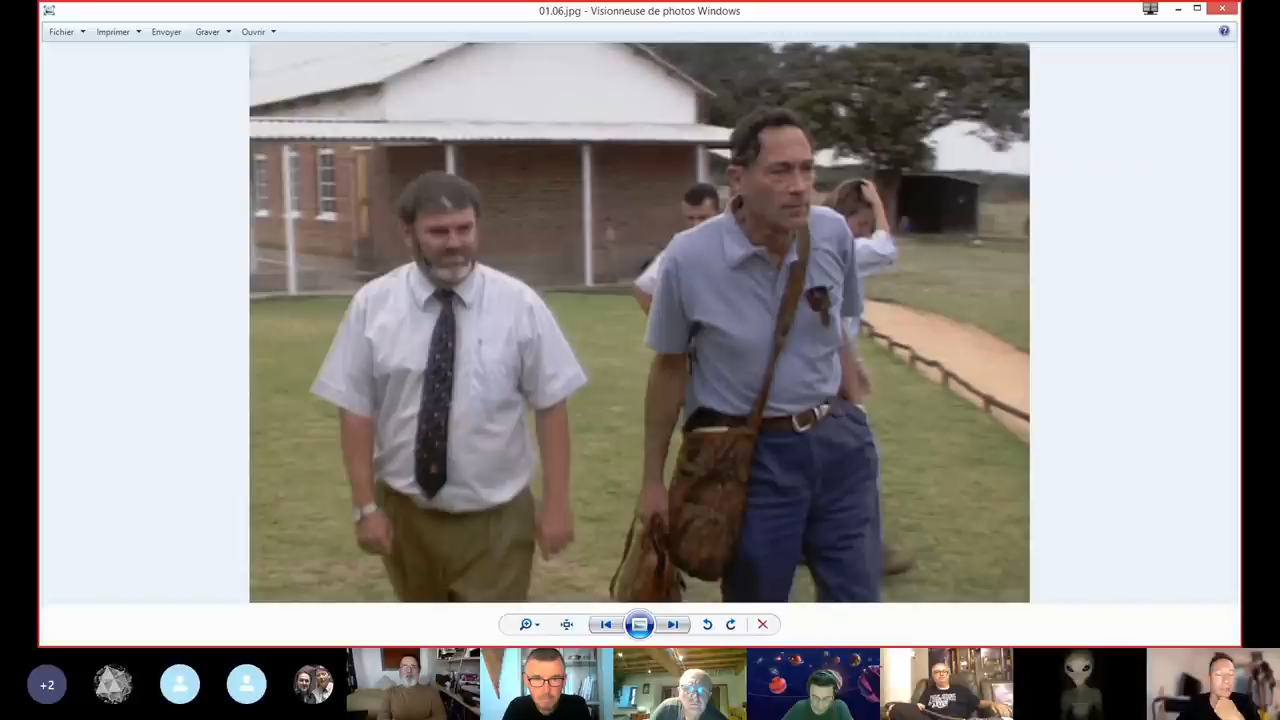 01.06.jpg - Visionneuse de photos Windows
Fichier Imprimer Envoyer Graver Ouvrir
+2